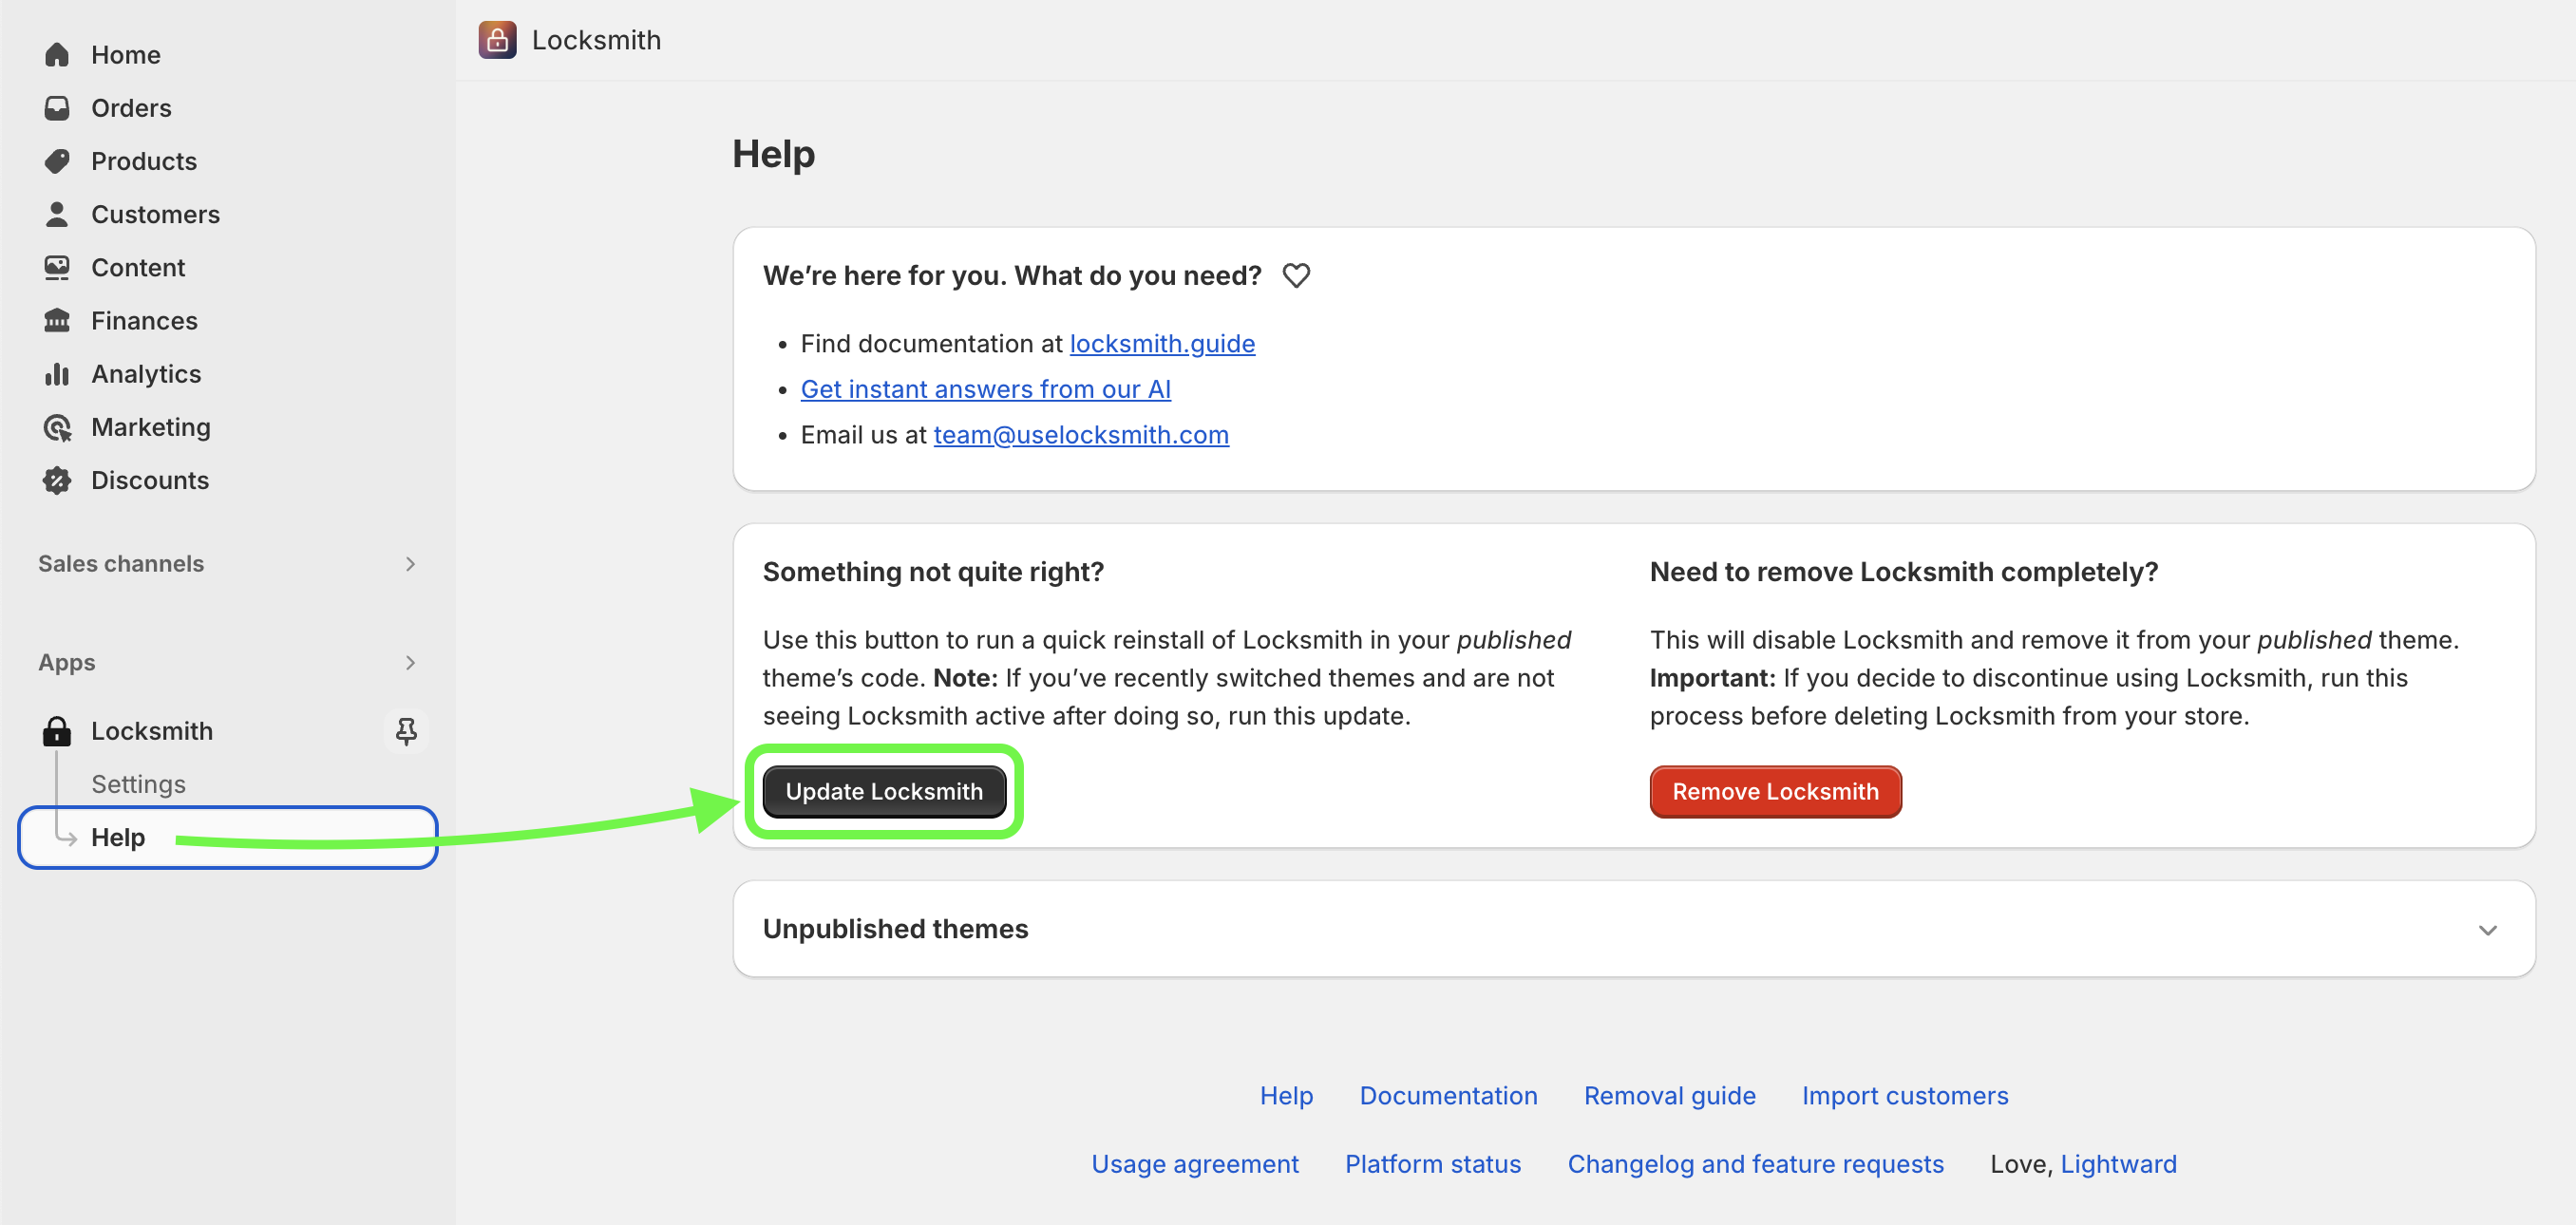 Home
Orders
Products
Customers
Content
Finances
Analytics
Marketing
Discounts
Sales channels
Apps
Locksmith
Settings
Help
Locksmith
Help
We’re here for you. What do you need?
• Find documentation at locksmith.guide
• Get instant answers from our AI
• Email us at team@uselocksmith.com
Something not quite right?
Use this button to run a quick reinstall of Locksmith in your published
theme’s code. Note: If you’ve recently switched themes and are not
seeing Locksmith active after doing so, run this update.
Update Locksmith
Need to remove Locksmith completely?
This will disable Locksmith and remove it from your published theme.
Important: If you decide to discontinue using Locksmith, run this
process before deleting Locksmith from your store.
Remove Locksmith
Unpublished themes
Help Documentation Removal guide Import customers
Usage agreement Platform status Changelog and feature requests Love, Lightward